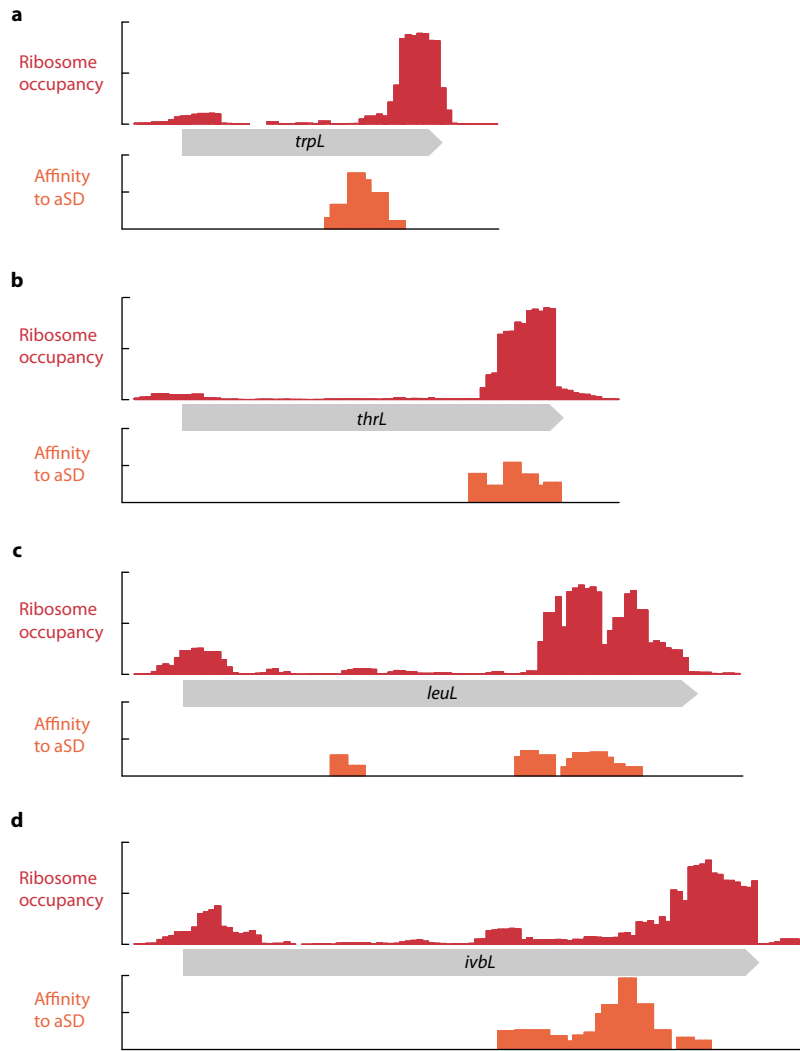 a
Ribosome
occupancy
trpL
Affinity
to aSD
b
Ribosome
occupancy
thrL
Affinity
to aSD
c
Ribosome
occupancy
leuL
Affinity
to aSD
d
Ribosome
occupancy
ivbL
Affinity
to aSD